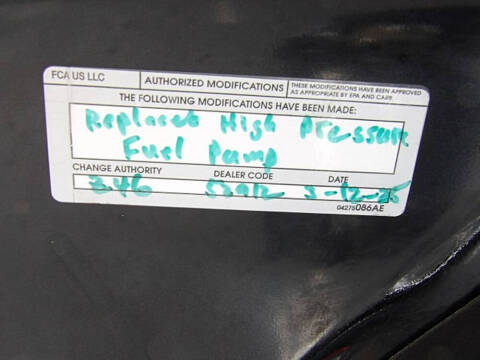 FCA US LLC AUTHORIZED MODIFICATIONS THESE MODIFICATIONS HAVE BEEN APPROVED
AS APPROPRIATE BY EPA AND CARB.
THE FOLLOWING MODIFICATIONS HAVE BEEN MADE:
Replaced High Pressure
Fuel Pump
CHANGE AUTHORITY DEALER CODE DATE
Z46
04275086AE